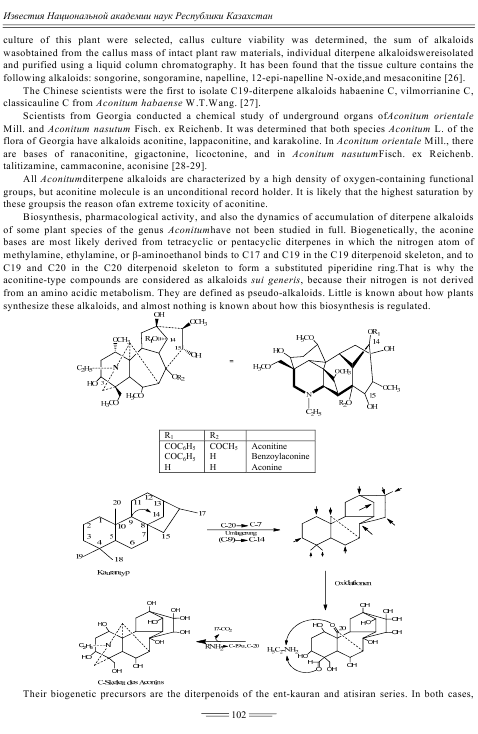 Известия Национальной академии наук Республики Казахстан
culture of this plant were selected, callus culture viability was determined, the sum of alkaloids
wasobtained from the callus mass of intact plant raw materials, individual diterpene alkaloidswereisolated
and purified using a liquid column chromatography. It has been found that the tissue culture contains the
following alkaloids: songorine, songoramine, napelline, 12-epi-napelline N-oxide,and mesaconitine [26].
The Chinese scientists were the first to isolate C19-diterpene alkaloids habaenine C, vilmorrianine C,
classicauline C from Aconitum habaense W.T.Wang. [27].
Scientists from Georgia conducted a chemical study of underground organs ofAconitum orientale
Mill. and Aconitum nasutum Fisch. ex Reichenb. It was determined that both species Aconitum L. of the
flora of Georgia have alkaloids aconitine, lappaconitine, and karakoline. In Aconitum orientale Mill., there
are bases of ranaconitine, gigactonine, licoctonine, and in Aconitum nasutumFisch. ex Reichenb.
talitizamine, canmaconine, aconisine [28-29].
All Aconitumditerpene alkaloids are characterized by a high density of oxygen-containing functional
groups, but aconitine molecule is an unconditional record holder. It is likely that the highest saturation by
these groupsis the reason ofan extreme toxicity of aconitine.
Biosynthesis, pharmacological activity, and also the dynamics of accumulation of diterpene alkaloids
of some plant species of the genus Aconitumhave not been studied in full. Biogenetically, the aconine
bases are most likely derived from tetracyclic or pentacyclic diterpenes in which the nitrogen atom of
methylamine, ethylamine, or β-aminoethanol binds to C17 and C19 in the C19 diterpenoid skeleton, and to
C19 and C20 in the C20 diterpenoid skeleton to form a substituted piperidine ring.That is why the
aconitine-type compounds are considered as alkaloids sui generis, because their nitrogen is not derived
from an amino acidic metabolism. They are defined as pseudo-alkaloids. Little is known about how plants
synthesize these alkaloids, and almost nothing is known about how this biosynthesis is regulated.
OH
OCH3
OCH3 R1O 14
15 OH
C2H5 N
OR2
HO 3
H3CO
H3CO
=
OR1
H3CO 14
HO OH
H3CO OCH3
OCH3
N R2O 15
OH
C2H5
R1 R2
COC6H5 COCH3 Aconitine
COC6H5 H Benzoylaconine
H H Aconine
20 11 12 13
17
1 9 14
2 10 8
3 5 7 15
4 6
19 18
Kaurantyp
C-20 C-7
Umlagerung
(C-9) C-14
Oxidationen
OH
OH
HO HO OH
C2H5 N OH
HO
OH OH
C-Skelett des Aconins
17-CO2
RNH2 C-19u.C-20
OH
OH
HO O 20 HO OH
OH
H5C2-NH2 HO
H OH
O OH
Their biogenetic precursors are the diterpenoids of the ent-kauran and atisiran series. In both cases,
102